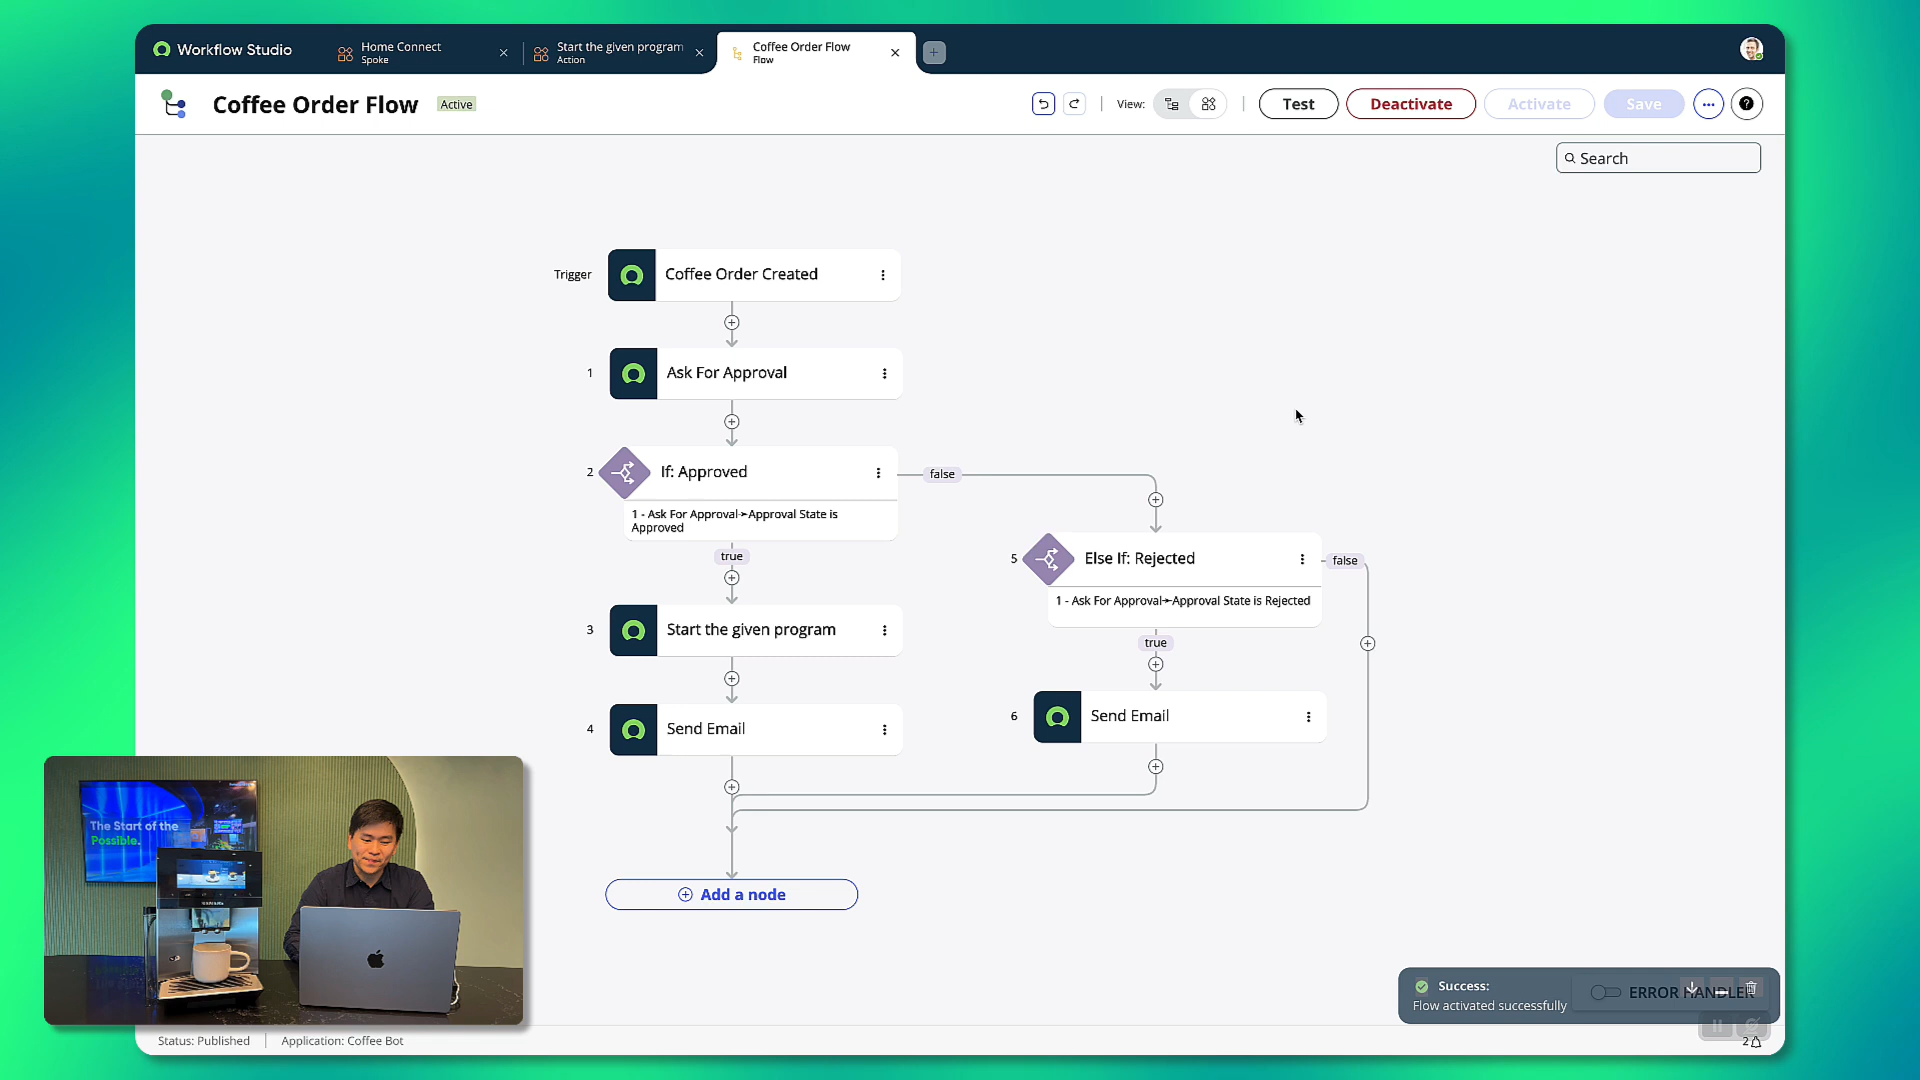 Workflow Studio
Home Connect
Spoke
Start the given program
Action
Coffee Order Flow
Flow
Coffee Order Flow
Active
View:
Test
Deactivate
Activate
Save
Search
Trigger
Coffee Order Created
1
Ask For Approval
2
If: Approved
false
1 - Ask For Approval➛Approval State is
Approved
true
5
Else If: Rejected
false
1 - Ask For Approval➛Approval State is Rejected
true
3
Start the given program
4
Send Email
6
Send Email
Add a node
The Start of the
Possible.
SIEMENS
Success:
Flow activated successfully
ERROR HANDLER
Status: Published
Application: Coffee Bot
2